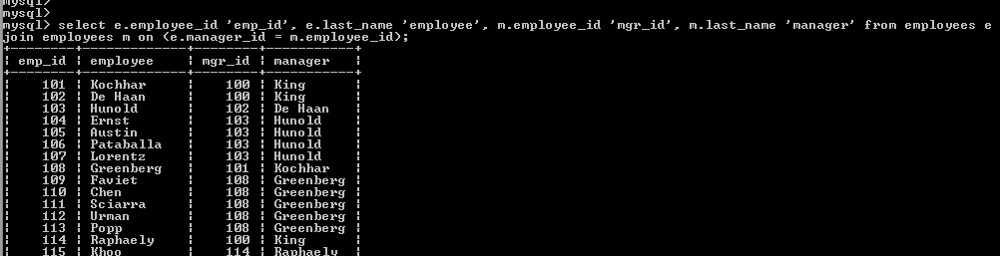 mysql>
mysql>
mysql> select e.employee_id 'emp_id', e.last_name 'employee', m.employee_id 'mgr_id', m.last_name 'manager' from employees e
join employees m on (e.manager_id = m.employee_id);
+--------+-------------+--------+-----------+
| emp_id | employee | mgr_id | manager |
+--------+-------------+--------+-----------+
| 101 | Kochhar | 100 | King |
| 102 | De Haan | 100 | King |
| 103 | Hunold | 102 | De Haan |
| 104 | Ernst | 103 | Hunold |
| 105 | Austin | 103 | Hunold |
| 106 | Pataballa | 103 | Hunold |
| 107 | Lorentz | 103 | Hunold |
| 108 | Greenberg | 101 | Kochhar |
| 109 | Faviet | 108 | Greenberg |
| 110 | Chen | 108 | Greenberg |
| 111 | Sciarra | 108 | Greenberg |
| 112 | Urman | 108 | Greenberg |
| 113 | Popp | 108 | Greenberg |
| 114 | Raphaely | 100 | King |
| 115 | Khoo | 114 | Raphaely |